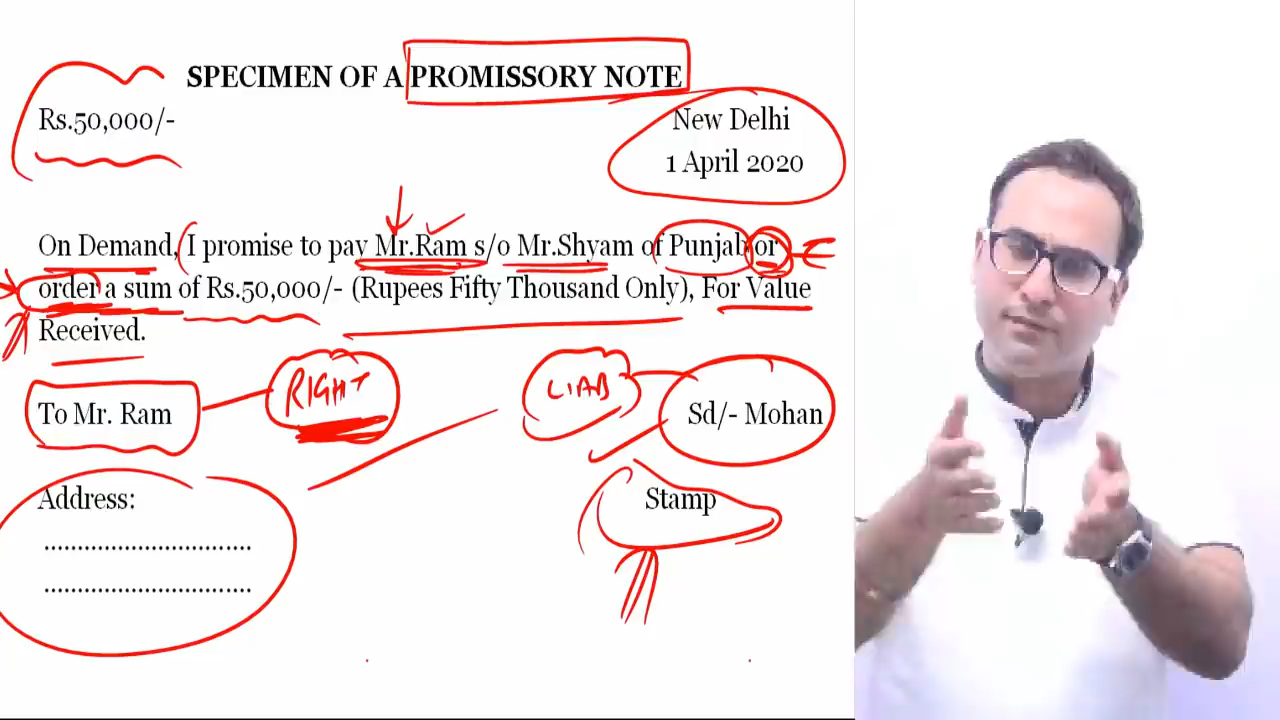 SPECIMEN OF A PROMISSORY NOTE
Rs.50,000/-
New Delhi
1 April 2020
On Demand, I promise to pay Mr.Ram s/o Mr.Shyam of Punjab or
order a sum of Rs.50,000/- (Rupees Fifty Thousand Only), For Value
Received.
To Mr. Ram
RIGHT
LIAB
Sd/- Mohan
Address:
Stamp
..............................
..............................